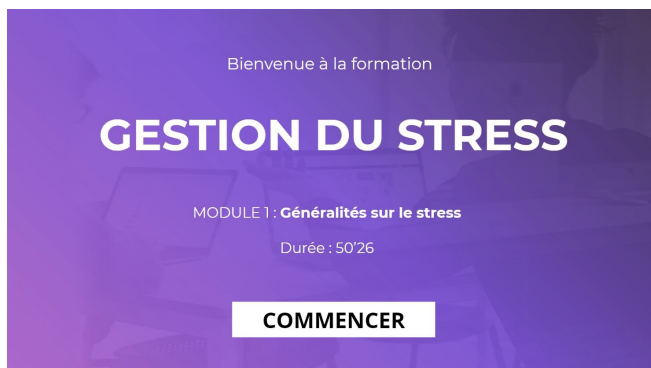 Bienvenue à la formation
GESTION DU STRESS
MODULE 1 : Généralités sur le stress
Durée : 50'26
COMMENCER